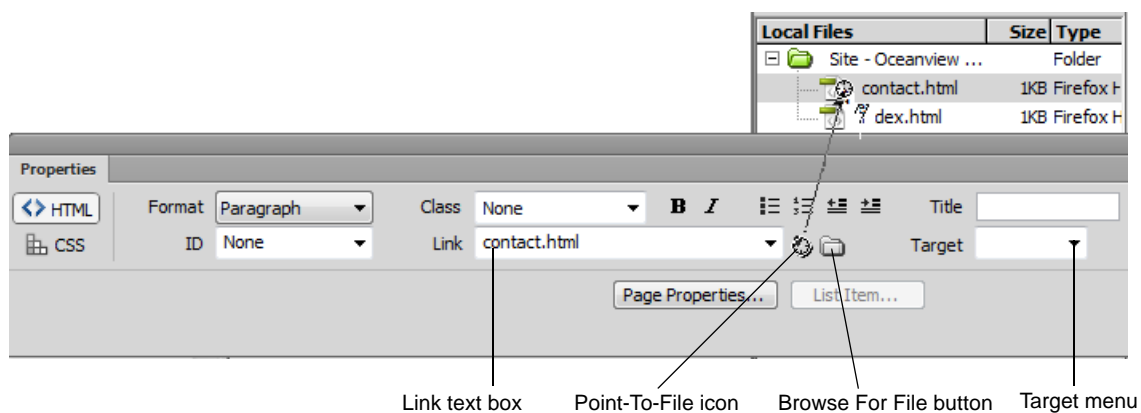 Local Files Size Type
Site - Oceanview ... Folder
contact.html 1KB Firefox H
dex.html 1KB Firefox H
Properties
<> HTML Format Paragraph Class None B I Title
CSS ID None Link contact.html Target
Page Properties... List Item...
Link text box Point-To-File icon Browse For File button Target menu